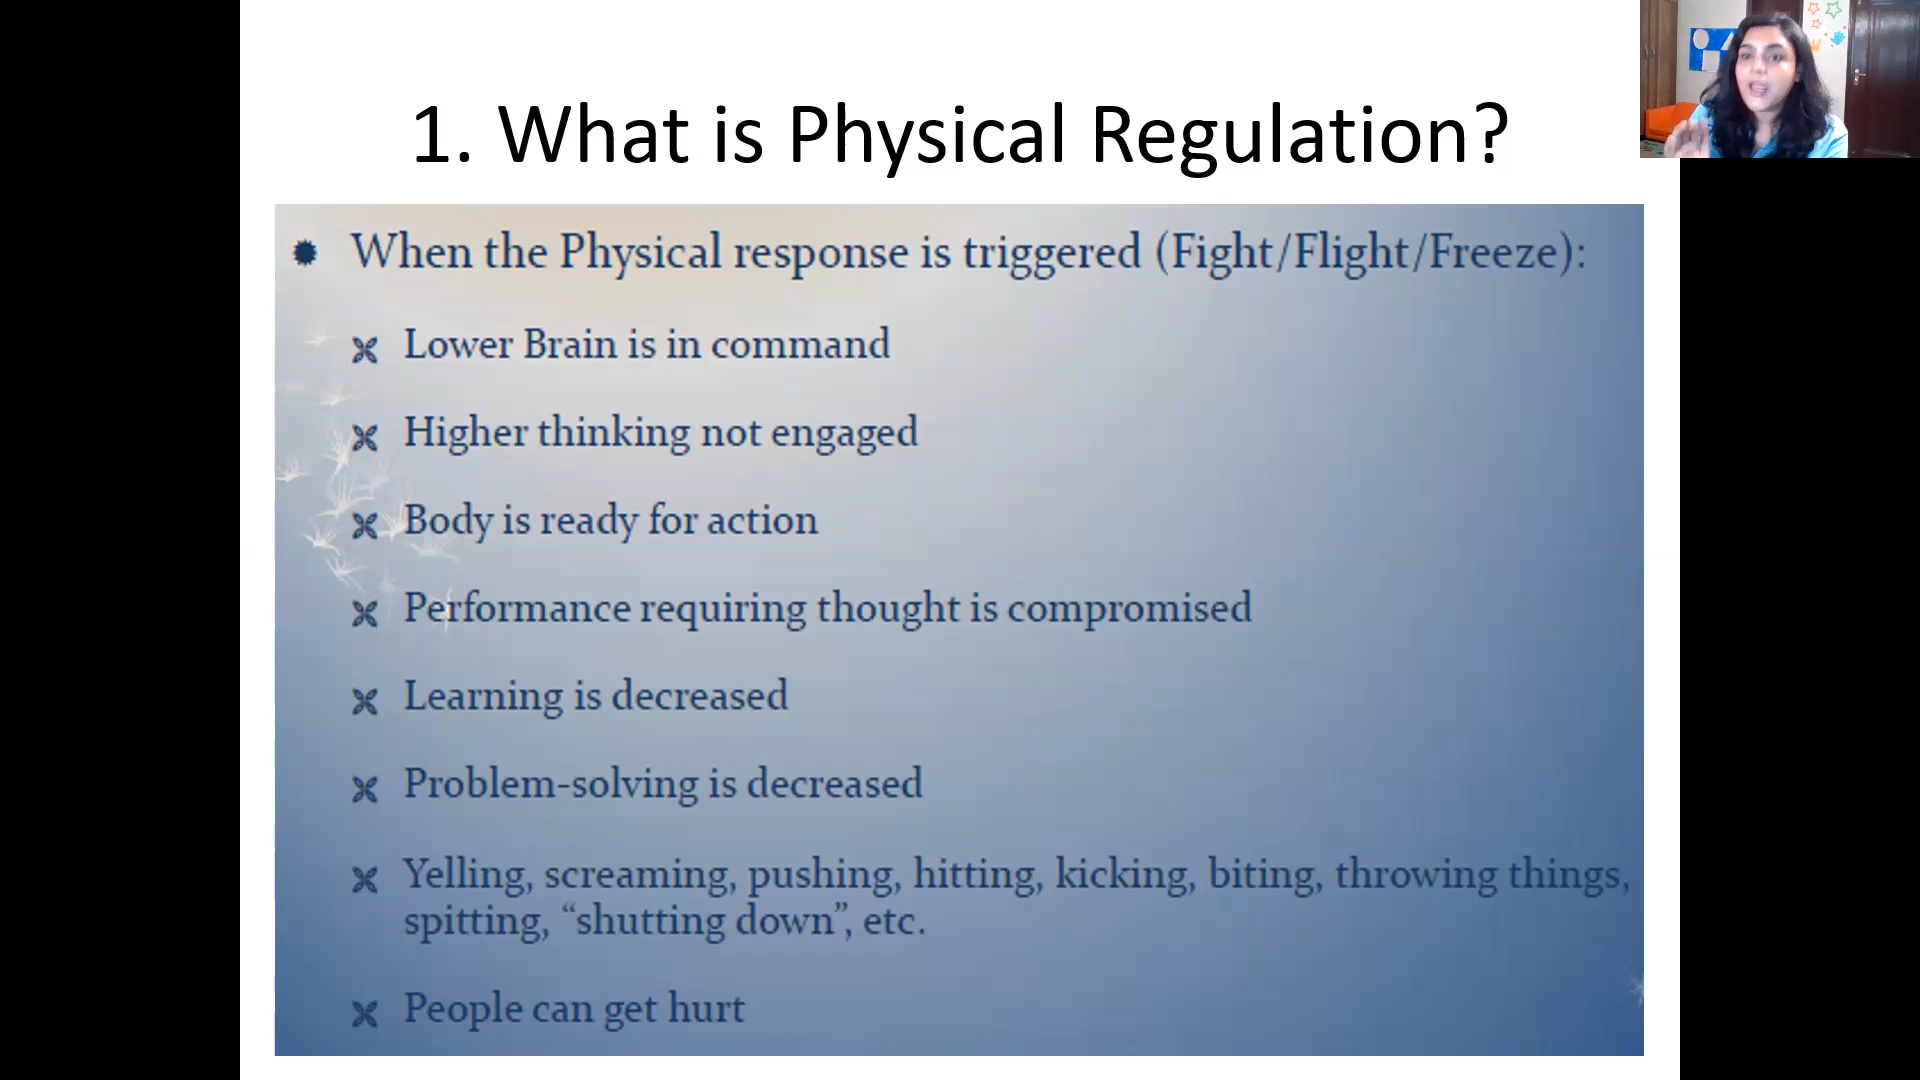 1. What is Physical Regulation?
When the Physical response is triggered (Fight/Flight/Freeze):
Lower Brain is in command
Higher thinking not engaged
Body is ready for action
Performance requiring thought is compromised
Learning is decreased
Problem-solving is decreased
Yelling, screaming, pushing, hitting, kicking, biting, throwing things,
spitting, “shutting down”, etc.
People can get hurt